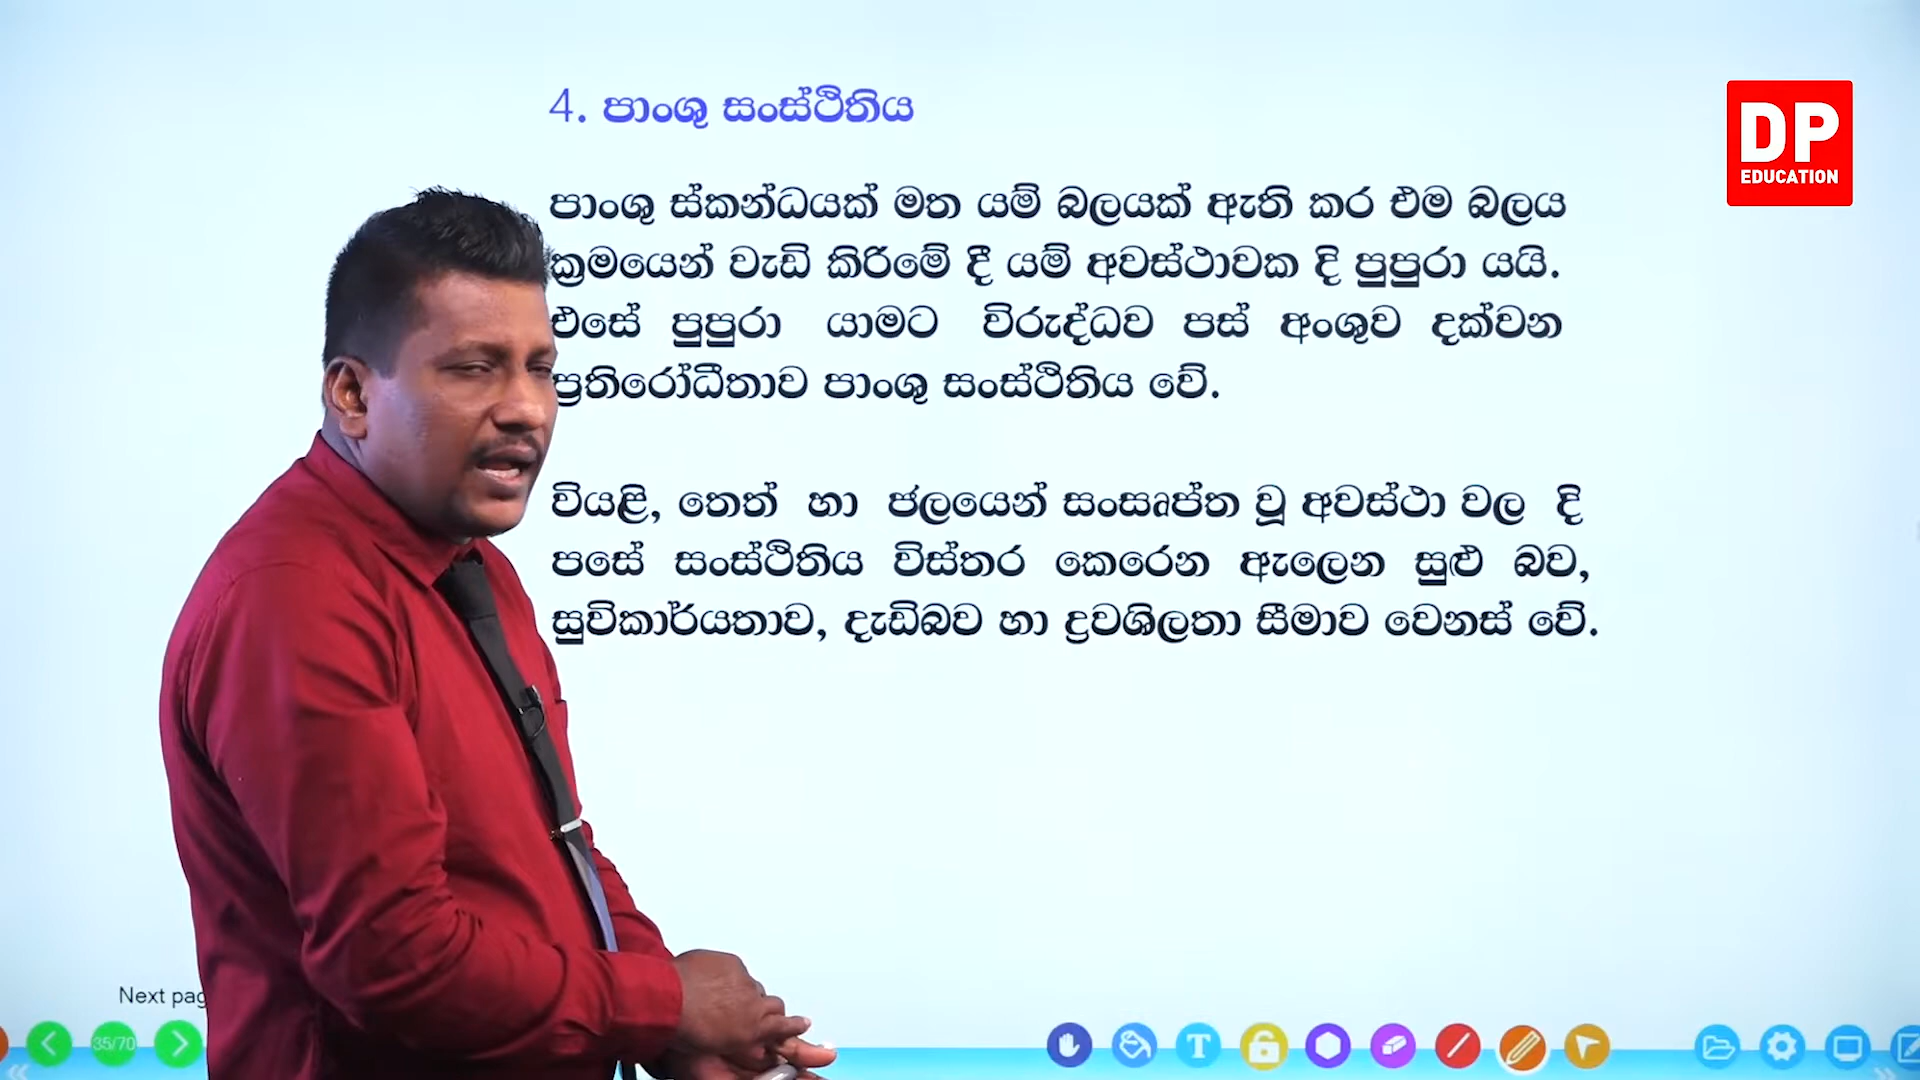 4. පාංශු සංස්ථිතිය
DP
EDUCATION
පාංශු ස්කන්ධයක් මත යම් බලයක් ඇති කර එම බලය
ක්‍රමයෙන් වැඩි කිරිමේ දී යම් අවස්ථාවක දි පුපුරා යයි.
එසේ පුපුරා යාමට විරුද්ධව පස් අංශුව දක්වන
ප්‍රතිරෝධීතාව පාංශු සංස්ථිතිය වේ.
වියළි, තෙත් හා ජලයෙන් සංසෘප්ත වූ අවස්ථා වල දි
පසේ සංස්ථිතිය විස්තර කෙරෙන ඇලෙන සුළු බව,
සුවිකාර්යතාව, දැඩිබව හා ද්‍රවශිලතා සීමාව වෙනස් වේ.
Next pag
35/70
T